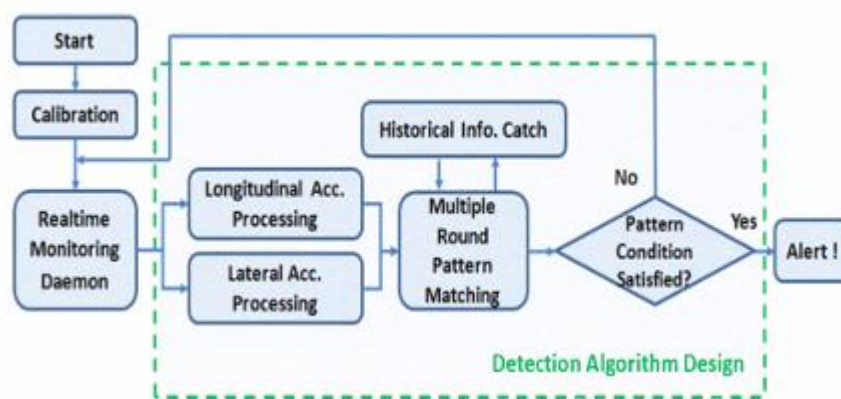 Start
Calibration
Realtime
Monitoring
Daemon
Longitudinal Acc.
Processing
Lateral Acc.
Processing
Historical Info. Catch
Multiple
Round
Pattern
Matching
No
Pattern
Condition
Satisfied?
Yes
Alert !
Detection Algorithm Design